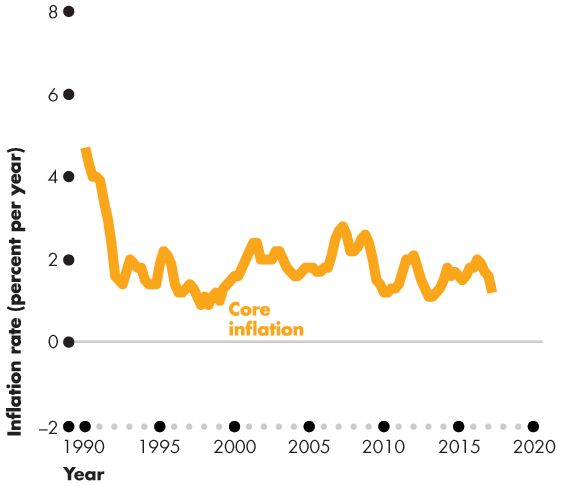 8
6
4
2
0
–2
Inflation rate (percent per year)
Core
inflation
1990 1995 2000 2005 2010 2015 2020
Year